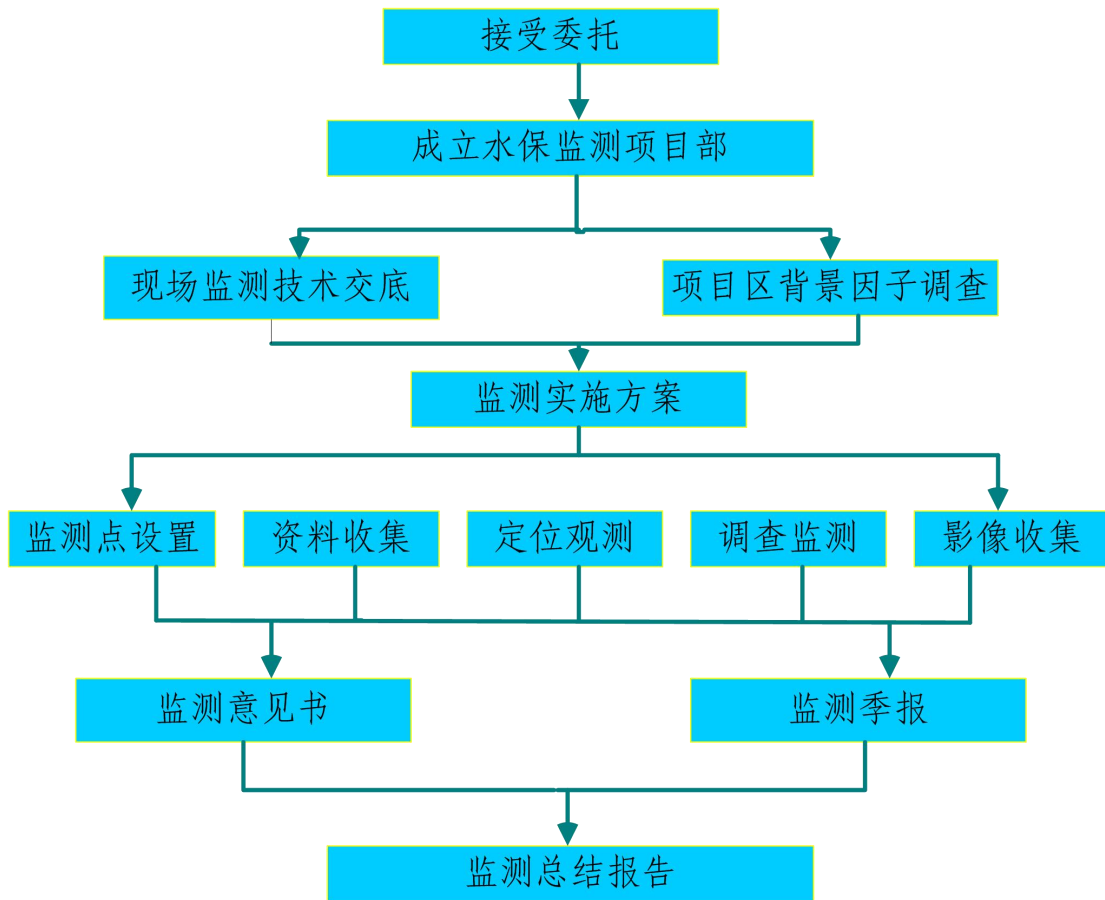 接受委托
成立水保监测项目部
现场监测技术交底
项目区背景因子调查
监测实施方案
监测点设置
资料收集
定位观测
调查监测
影像收集
监测意见书
监测季报
监测总结报告